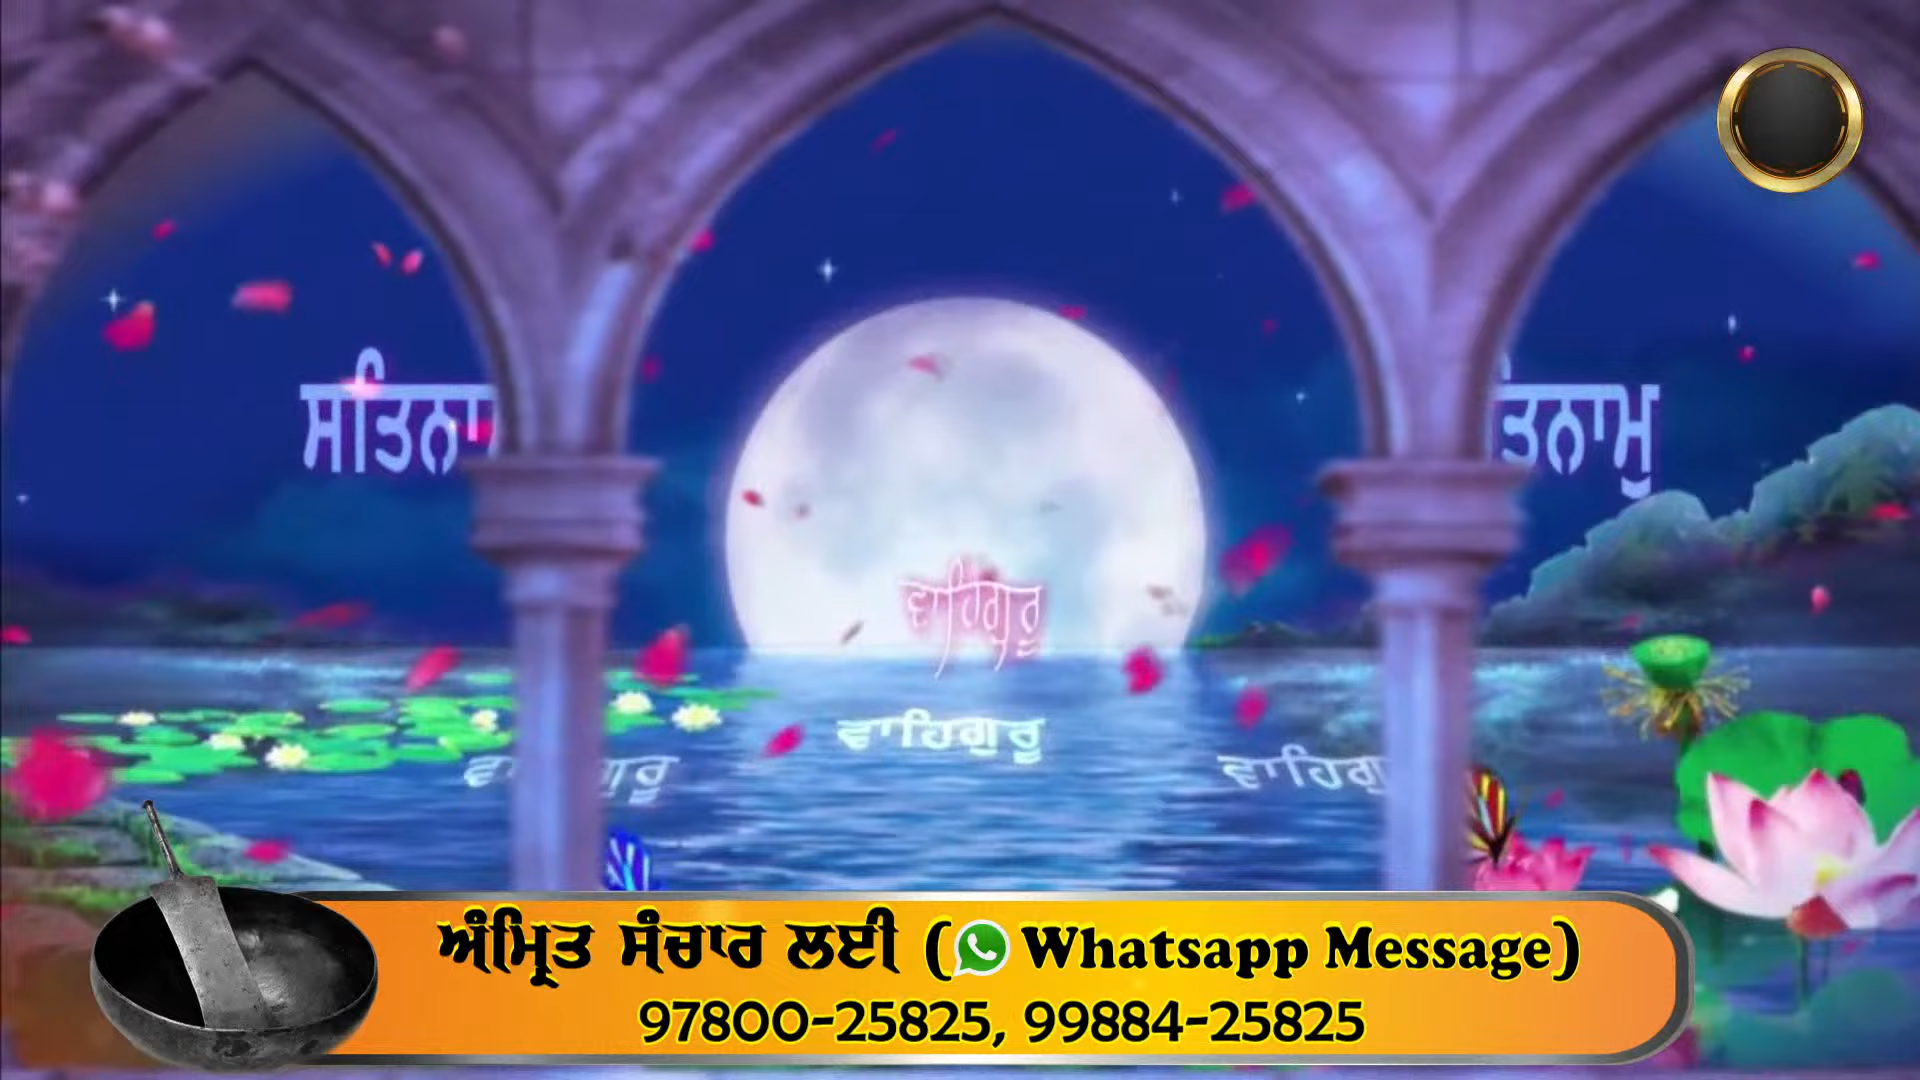 ਸਤਿਨਾਮੁ
ਵਾਹਿਗੁਰੂ
ਵਾਹਿਗੁਰੂ
ਅੰਮ੍ਰਿਤ ਸੰਚਾਰ ਲਈ (Whatsapp Message)
97800-25825, 99884-25825